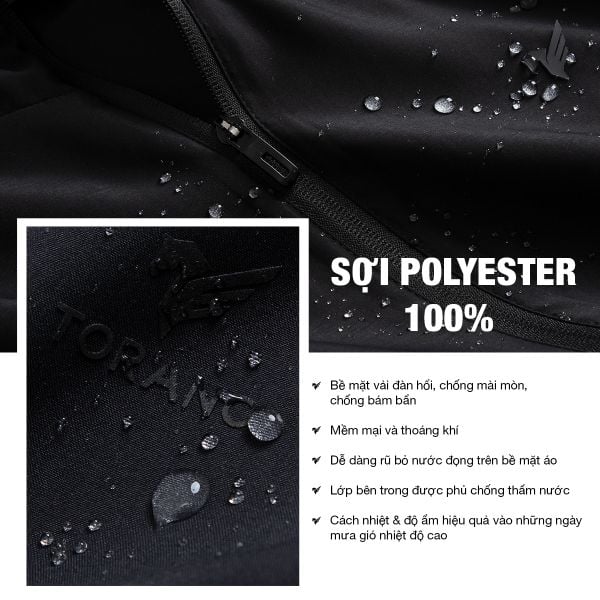 SỢI POLYESTER
100%
TORANO
Bề mặt vải đàn hồi, chống mài mòn,
chống bám bẩn
Mềm mại và thoáng khí
Dễ dàng rũ bỏ nước đọng trên bề mặt áo
Lớp bên trong được phủ chống thấm nước
Cách nhiệt & độ ẩm hiệu quả vào những ngày
mưa gió nhiệt độ cao